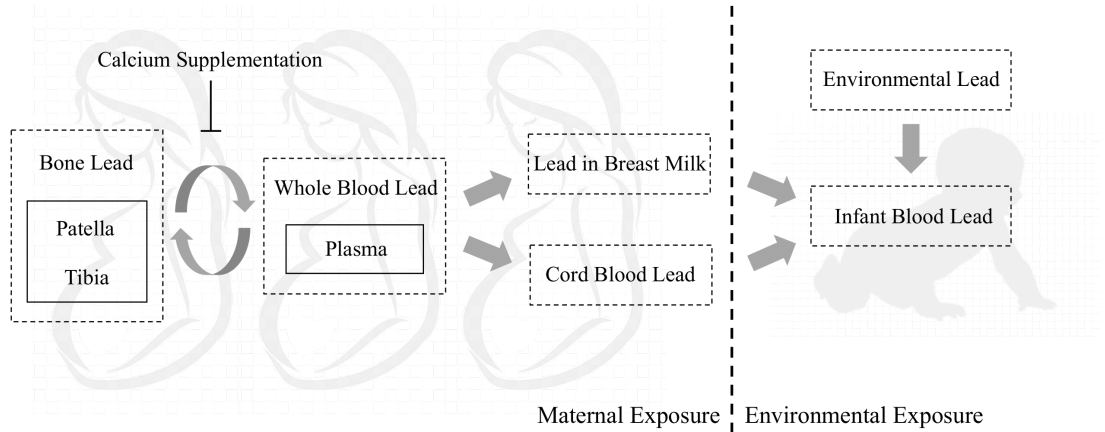 Calcium Supplementation
Bone Lead
Patella
Tibia
Whole Blood Lead
Plasma
Lead in Breast Milk
Cord Blood Lead
Environmental Lead
Infant Blood Lead
Maternal Exposure
Environmental Exposure